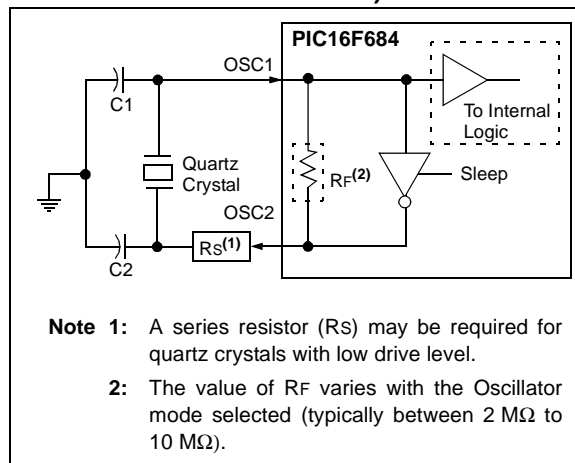 PIC16F684
OSC1
C1
To Internal
Logic
Quartz
Crystal
RF(2)
Sleep
OSC2
RS(1)
C2
Note 1: A series resistor (RS) may be required for
quartz crystals with low drive level.
2: The value of RF varies with the Oscillator
mode selected (typically between 2 MΩ to
10 MΩ).